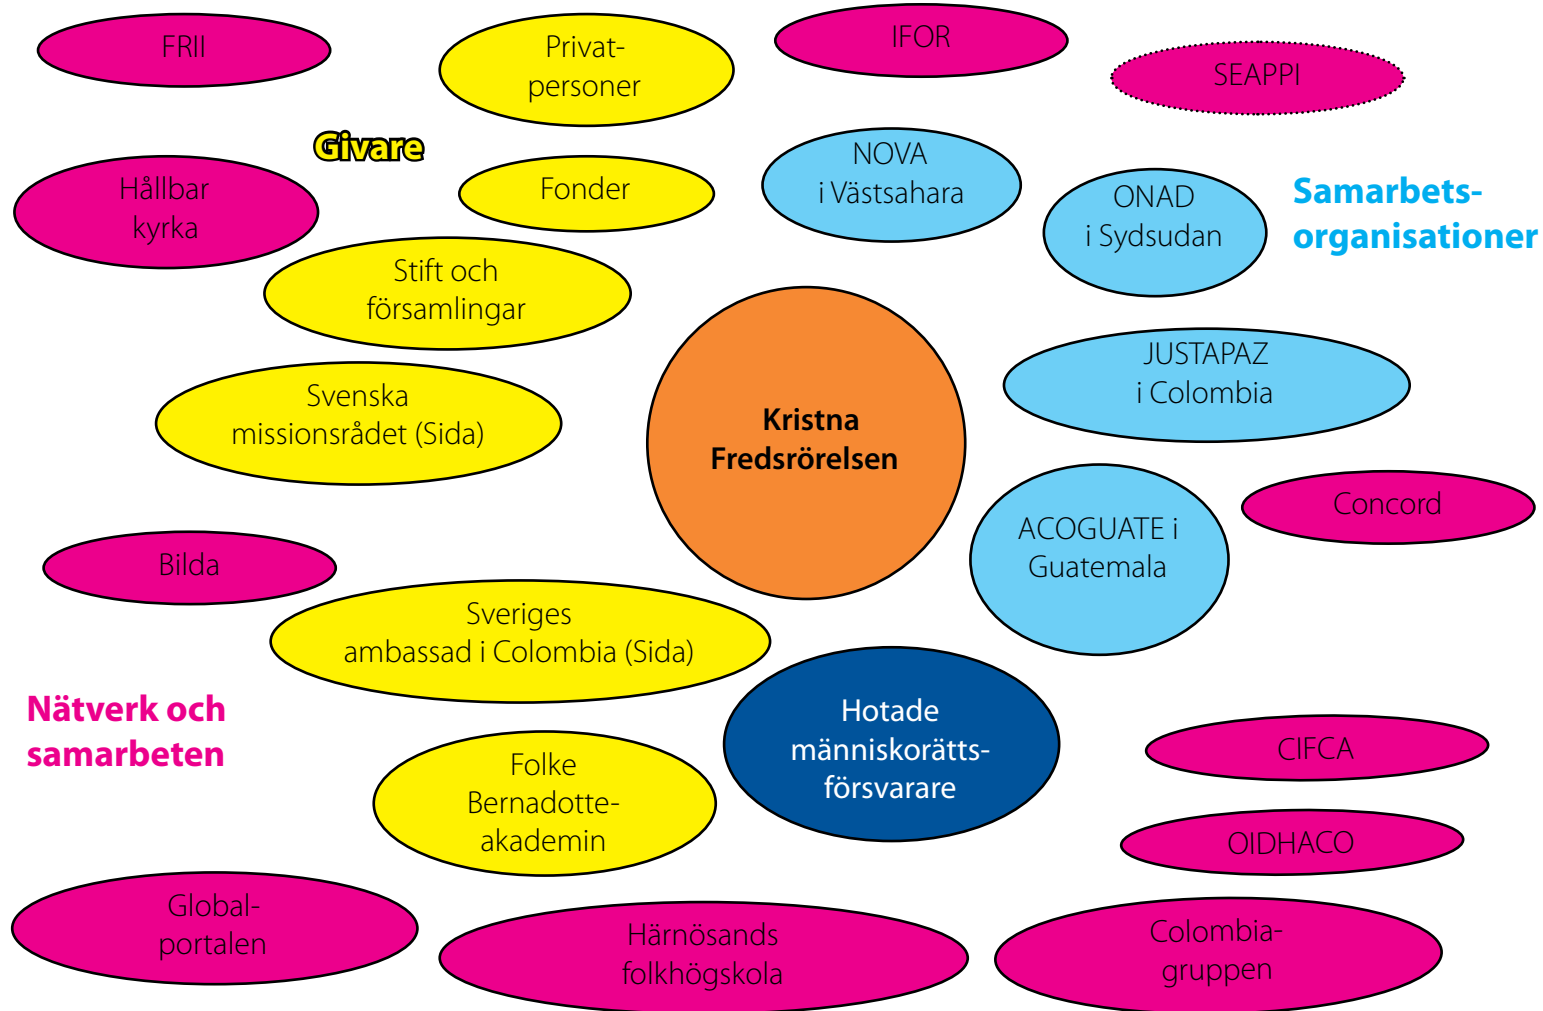 FRII
Privat-
personer
IFOR
SEAPPI
Givare
Hållbar
kyrka
Fonder
NOVA
i Västsahara
ONAD
i Sydsudan
Samarbets-
organisationer
Stift och
församlingar
Svenska
missionsrådet (Sida)
Kristna
Fredsrörelsen
JUSTAPAZ
i Colombia
ACOGUATE i
Guatemala
Concord
Bilda
Sveriges
ambassad i Colombia (Sida)
Nätverk och
samarbeten
Hotade
människorätts-
försvarare
Folke
Bernadotte-
akademin
CIFCA
OIDHACO
Global-
portalen
Härnösands
folkhögskola
Colombia-
gruppen